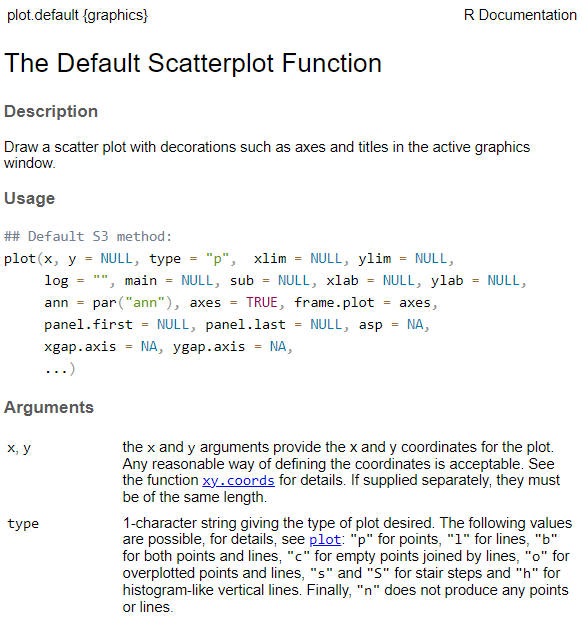 plot.default {graphics} R Documentation
The Default Scatterplot Function
Description
Draw a scatter plot with decorations such as axes and titles in the active graphics
window.
Usage
## Default S3 method:
plot(x, y = NULL, type = "p",  xlim = NULL, ylim = NULL,
     log = "", main = NULL, sub = NULL, xlab = NULL, ylab = NULL,
     ann = par("ann"), axes = TRUE, frame.plot = axes,
     panel.first = NULL, panel.last = NULL, asp = NA,
     xgap.axis = NA, ygap.axis = NA,
     ...)
Arguments
x, y the x and y arguments provide the x and y coordinates for the plot.
Any reasonable way of defining the coordinates is acceptable. See
the function xy.coords for details. If supplied separately, they must
be of the same length.
type 1-character string giving the type of plot desired. The following values
are possible, for details, see plot: "p" for points, "l" for lines, "b"
for both points and lines, "c" for empty points joined by lines, "o" for
overplotted points and lines, "s" and "S" for stair steps and "h" for
histogram-like vertical lines. Finally, "n" does not produce any points
or lines.